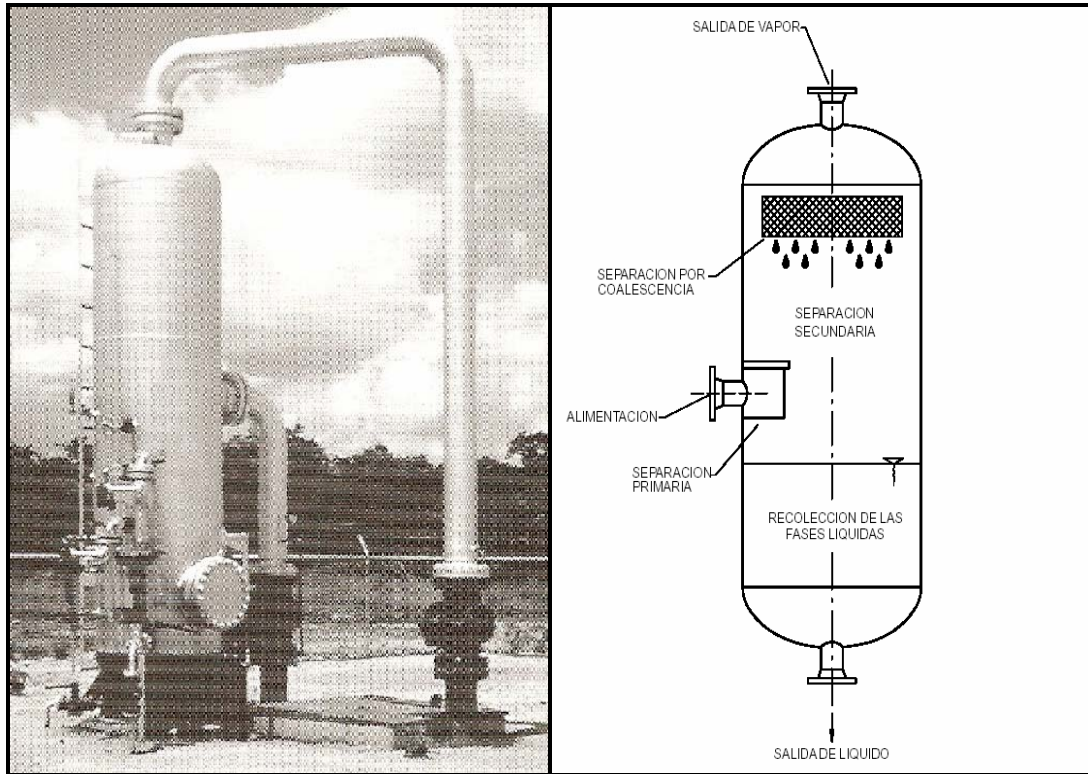 SALIDA DE VAPOR
SEPARACION POR
COALESCENCIA
SEPARACION
SECUNDARIA
ALIMENTACION
SEPARACION
PRIMARIA
RECOLECCION DE LAS
FASES LIQUIDAS
SALIDA DE LIQUIDO